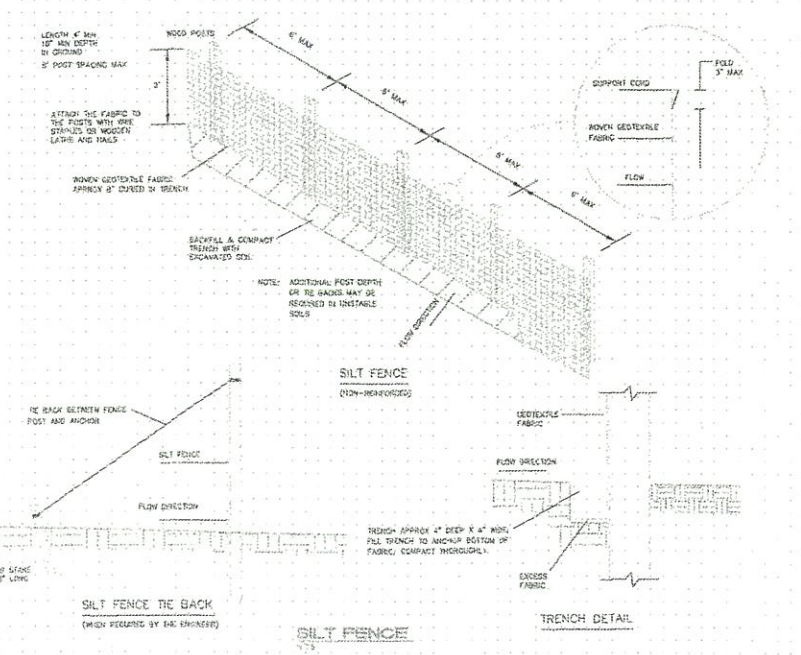 LENGTH 4' MIN
18" MIN DEPTH
IN GROUND
WOOD POSTS
POST SPACING MAX
6' MAX
6' MAX
6' MAX
6' MAX
3'
ATTACH THE FABRIC TO
THE POSTS WITH WIRE
STAPLES OR WOODEN
LATHE AND NAILS
WOVEN GEOTEXTILE FABRIC
APPROX 8" BURIED IN TRENCH
BACKFILL & COMPACT
TRENCH WITH
EXCAVATED SOIL
NOTE: ADDITIONAL POST DEPTH
OR TIE BACKS MAY BE
REQUIRED IN UNSTABLE
SOILS
FLOW DIRECTION
SUPPORT CORD
FOLD
3" MAX
WOVEN GEOTEXTILE
FABRIC
FLOW
SILT FENCE
(NON-REINFORCED)
TIE BACK BETWEEN FENCE
POST AND ANCHOR
SILT FENCE
FLOW DIRECTION
STAKE
LONG
SILT FENCE TIE BACK
(WHEN REQUIRED BY THE ENGINEER)
GEOTEXTILE
FABRIC
FLOW DIRECTION
TRENCH APPROX 4" DEEP X 4" WIDE,
FILL TRENCH TO ANCHOR BOTTOM OF
FABRIC, COMPACT THOROUGHLY.
EXCESS
FABRIC
TRENCH DETAIL
SILT FENCE